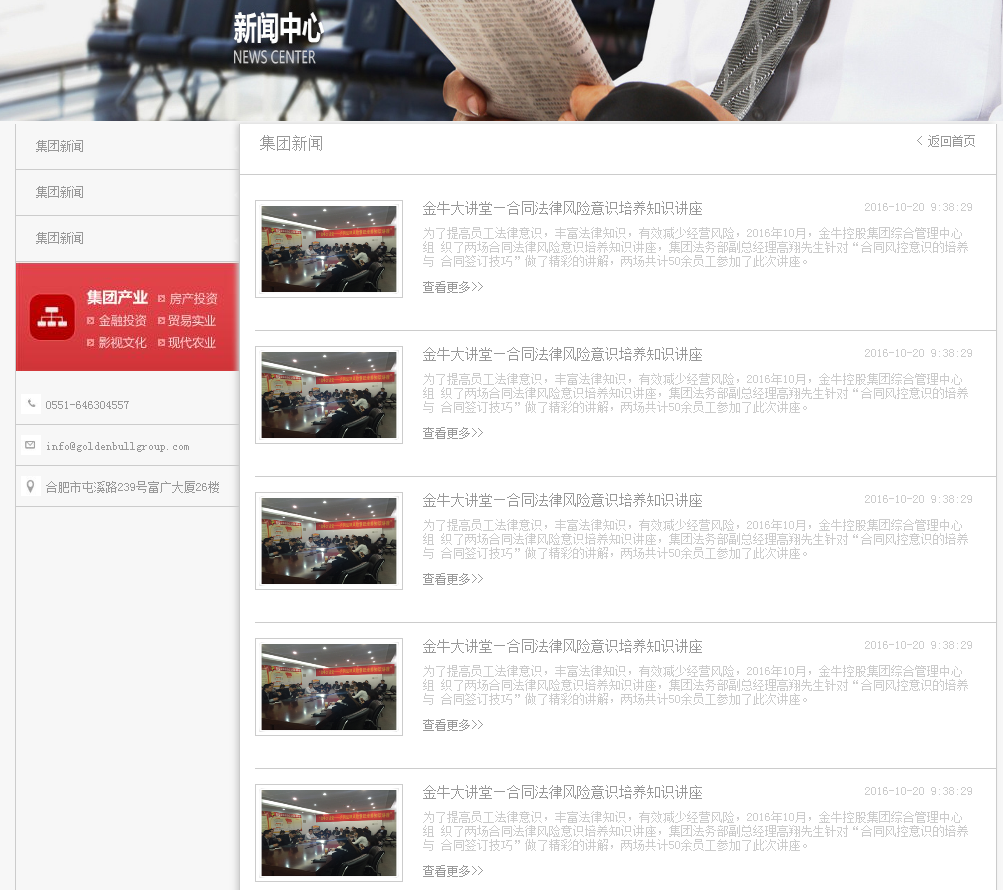 新闻中心
NEWS CENTER
集团新闻
集团新闻
集团新闻
集团产业 房产投资
金融投资 贸易实业
影视文化 现代农业
0551-646304557
info@goldenbullgroup.com
合肥市屯溪路239号富广大厦26楼
集团新闻
< 返回首页
金牛大讲堂—合同法律风险意识培养知识讲座 2016-10-20 9:38:29
为了提高员工法律意识，丰富法律知识，有效减少经营风险，2016年10月，金牛控股集团综合管理中心
组 织了两场合同法律风险意识培养知识讲座，集团法务部副总经理高翔先生针对“合同风控意识的培养
与 合同签订技巧”做了精彩的讲解，两场共计50余员工参加了此次讲座。
查看更多>>
金牛大讲堂—合同法律风险意识培养知识讲座 2016-10-20 9:38:29
为了提高员工法律意识，丰富法律知识，有效减少经营风险，2016年10月，金牛控股集团综合管理中心
组 织了两场合同法律风险意识培养知识讲座，集团法务部副总经理高翔先生针对“合同风控意识的培养
与 合同签订技巧”做了精彩的讲解，两场共计50余员工参加了此次讲座。
查看更多>>
金牛大讲堂—合同法律风险意识培养知识讲座 2016-10-20 9:38:29
为了提高员工法律意识，丰富法律知识，有效减少经营风险，2016年10月，金牛控股集团综合管理中心
组 织了两场合同法律风险意识培养知识讲座，集团法务部副总经理高翔先生针对“合同风控意识的培养
与 合同签订技巧”做了精彩的讲解，两场共计50余员工参加了此次讲座。
查看更多>>
金牛大讲堂—合同法律风险意识培养知识讲座 2016-10-20 9:38:29
为了提高员工法律意识，丰富法律知识，有效减少经营风险，2016年10月，金牛控股集团综合管理中心
组 织了两场合同法律风险意识培养知识讲座，集团法务部副总经理高翔先生针对“合同风控意识的培养
与 合同签订技巧”做了精彩的讲解，两场共计50余员工参加了此次讲座。
查看更多>>
金牛大讲堂—合同法律风险意识培养知识讲座 2016-10-20 9:38:29
为了提高员工法律意识，丰富法律知识，有效减少经营风险，2016年10月，金牛控股集团综合管理中心
组 织了两场合同法律风险意识培养知识讲座，集团法务部副总经理高翔先生针对“合同风控意识的培养
与 合同签订技巧”做了精彩的讲解，两场共计50余员工参加了此次讲座。
查看更多>>